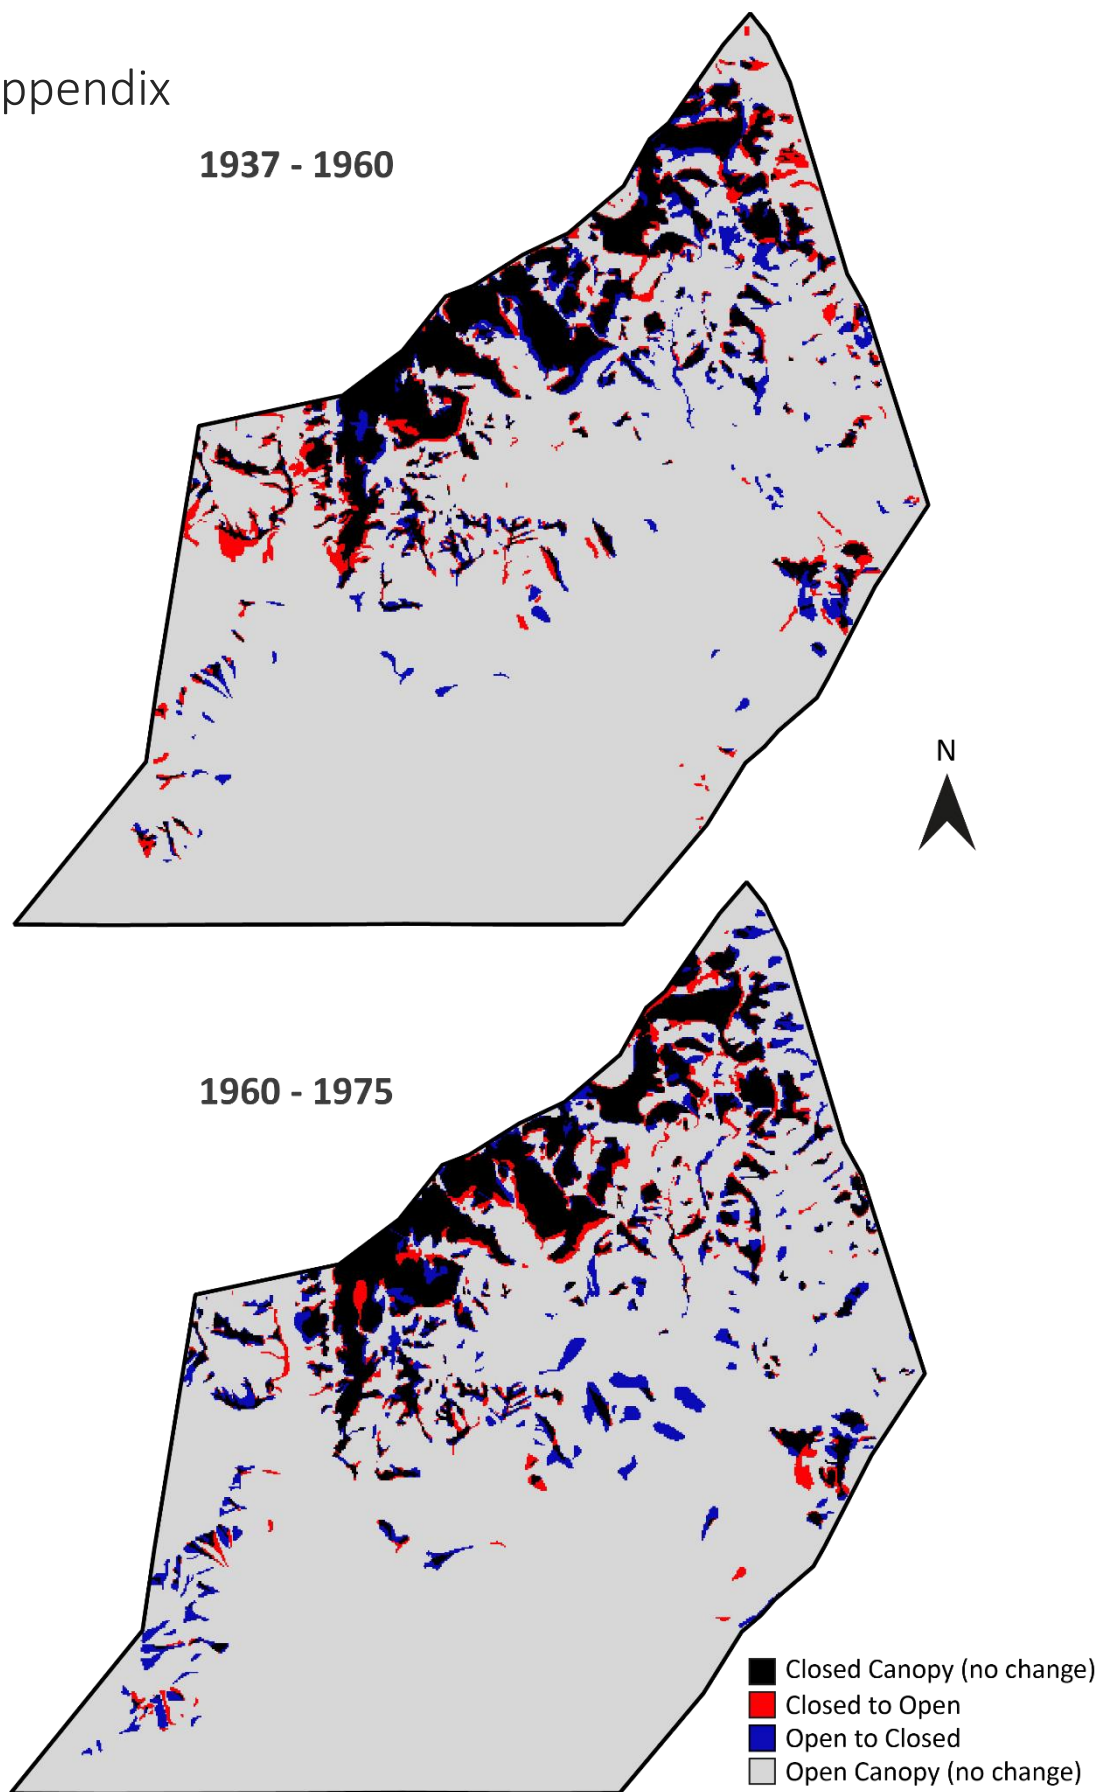 ppendix
1937 - 1960
N
1960 - 1975
Closed Canopy (no change)
Closed to Open
Open to Closed
Open Canopy (no change)